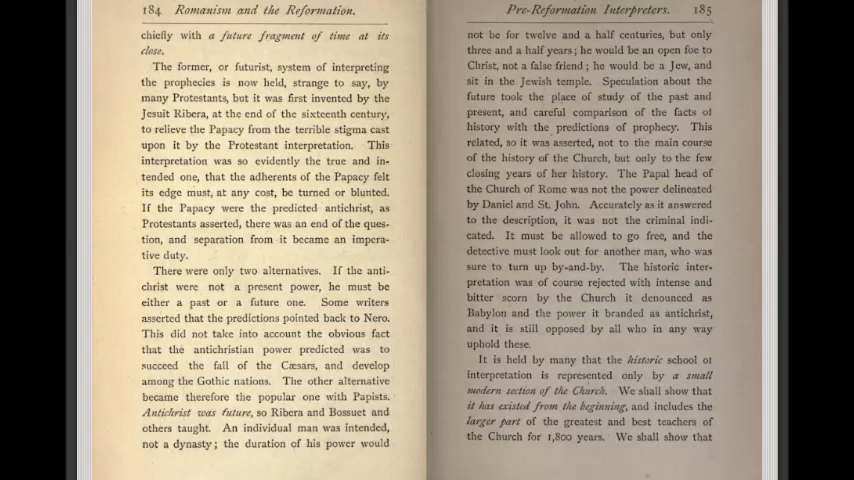 184 Romanism and the Reformation.
chiefly with a future fragment of time at its
close.
The former, or futurist, system of interpreting
the prophecies is now held, strange to say, by
many Protestants, but it was first invented by the
Jesuit Ribera, at the end of the sixteenth century,
to relieve the Papacy from the terrible stigma cast
upon it by the Protestant interpretation. This
interpretation was so evidently the true and in-
tended one, that the adherents of the Papacy felt
its edge must, at any cost, be turned or blunted.
If the Papacy were the predicted antichrist, as
Protestants asserted, there was an end of the ques-
tion, and separation from it became an impera-
tive duty.
There were only two alternatives. If the anti-
christ were not a present power, he must be
either a past or a future one. Some writers
asserted that the predictions pointed back to Nero.
This did not take into account the obvious fact
that the antichristian power predicted was to
succeed the fall of the Cæsars, and develop
among the Gothic nations. The other alternative
became therefore the popular one with Papists.
Antichrist was future, so Ribera and Bossuet and
others taught. An individual man was intended,
not a dynasty; the duration of his power would
Pre-Reformation Interpreters. 185
not be for twelve and a half centuries, but only
three and a half years; he would be an open foe to
Christ, not a false friend; he would be a Jew, and
sit in the Jewish temple. Speculation about the
future took the place of study of the past and
present, and careful comparison of the facts of
history with the predictions of prophecy. This
related, so it was asserted, not to the main course
of the history of the Church, but only to the few
closing years of her history. The Papal head of
the Church of Rome was not the power delineated
by Daniel and St. John. Accurately as it answered
to the description, it was not the criminal indi-
cated. It must be allowed to go free, and the
detective must look out for another man, who was
sure to turn up by-and-by. The historic inter-
pretation was of course rejected with intense and
bitter scorn by the Church it denounced as
Babylon and the power it branded as antichrist,
and it is still opposed by all who in any way
uphold these.
It is held by many that the historic school of
interpretation is represented only by a small
modern section of the Church. We shall show that
it has existed from the beginning, and includes the
larger part of the greatest and best teachers of
the Church for 1,800 years. We shall show that